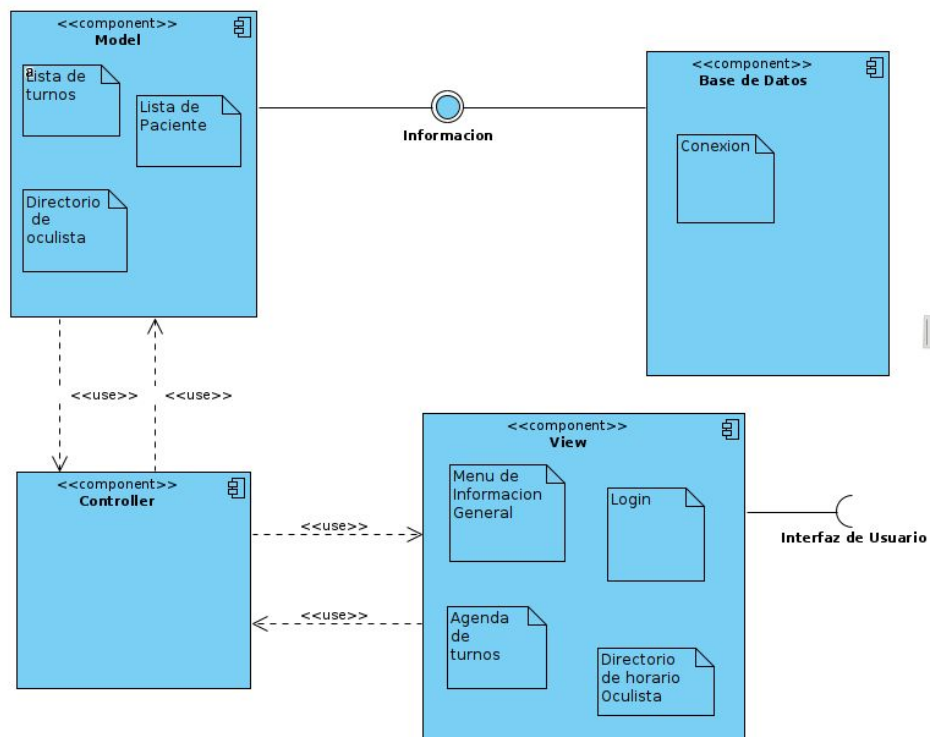 <<component>>
Model
a
Lista de
turnos
Lista de
Paciente
Directorio
de
oculista
Informacion
<<component>>
Base de Datos
Conexion
<<use>>
<<use>>
<<component>>
Controller
<<use>>
<<use>>
<<component>>
View
Menu de
Informacion
General
Login
Agenda
de
turnos
Directorio
de horario
Oculista
Interfaz de Usuario